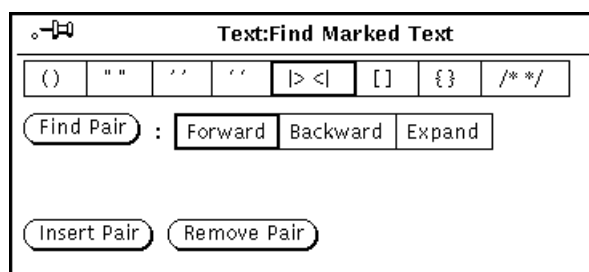 Text:Find Marked Text
() " " ' ' ‘ ‘ |> <| [] {} /* */
Find Pair : Forward Backward Expand
Insert Pair Remove Pair